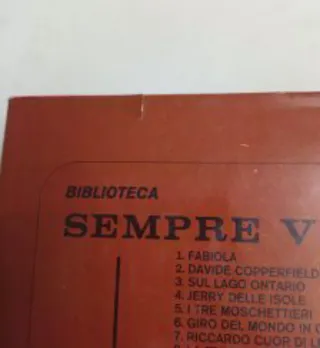 BIBLIOTECA
SEMPRE V
1. FABIOLA
2. DAVIDE COPPERFIELD
3. SUL LAGO ONTARIO
4. JERRY DELLE ISOLE
5. I TRE MOSCHETTIERI
6. GIRO DEL MONDO IN
7. RICCARDO CUOR DI